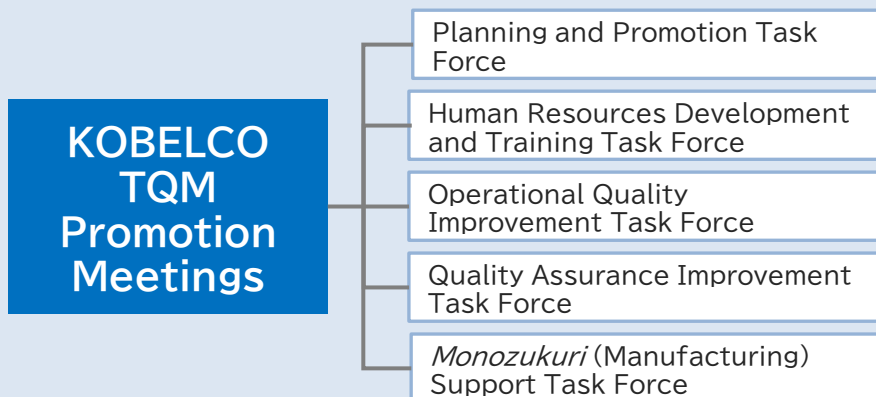 KOBELCO
TQM
Promotion
Meetings
Planning and Promotion Task
Force
Human Resources Development
and Training Task Force
Operational Quality
Improvement Task Force
Quality Assurance Improvement
Task Force
Monozukuri (Manufacturing)
Support Task Force